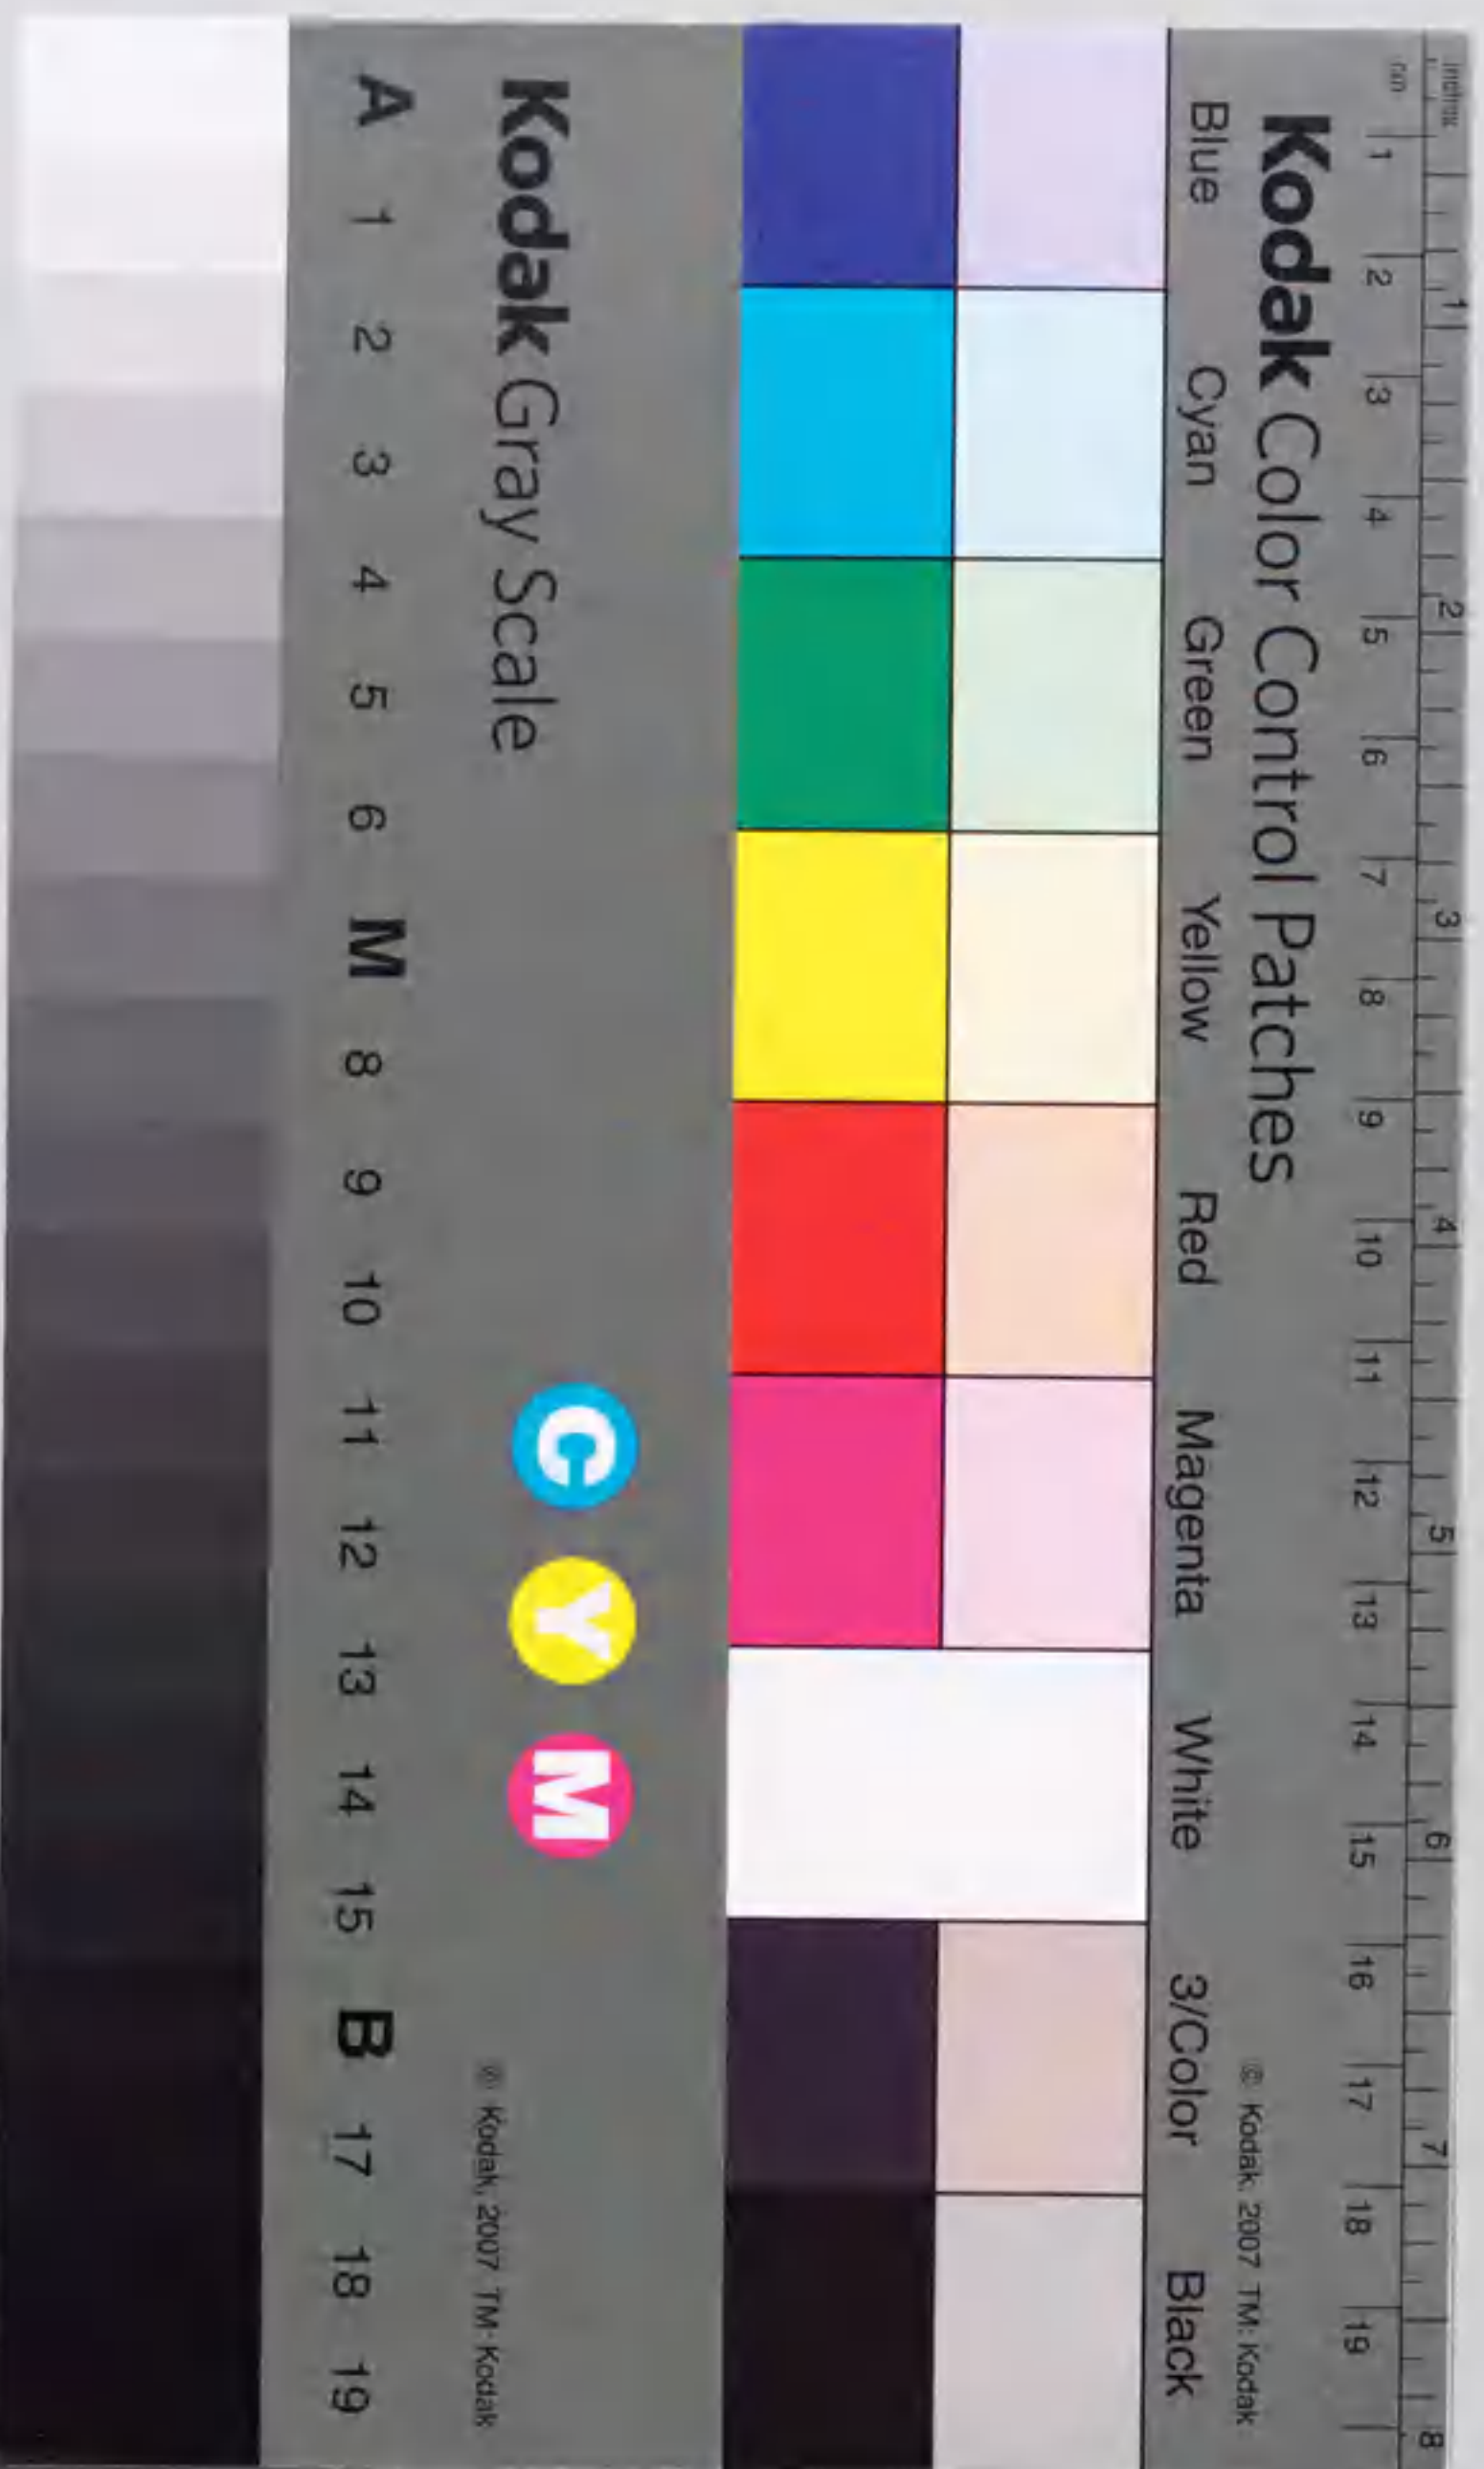 inches 1 2 3 4 5 6 7 8
cm 1 2 3 4 5 6 7 8 9 10 11 12 13 14 15 16 17 18 19
Kodak Color Control Patches
© Kodak, 2007 TM: Kodak
Blue Cyan Green Yellow Red Magenta White 3/Color Black
Kodak Gray Scale
C Y M
© Kodak, 2007 TM: Kodak
A 1 2 3 4 5 6 M 8 9 10 11 12 13 14 15 B 17 18 19